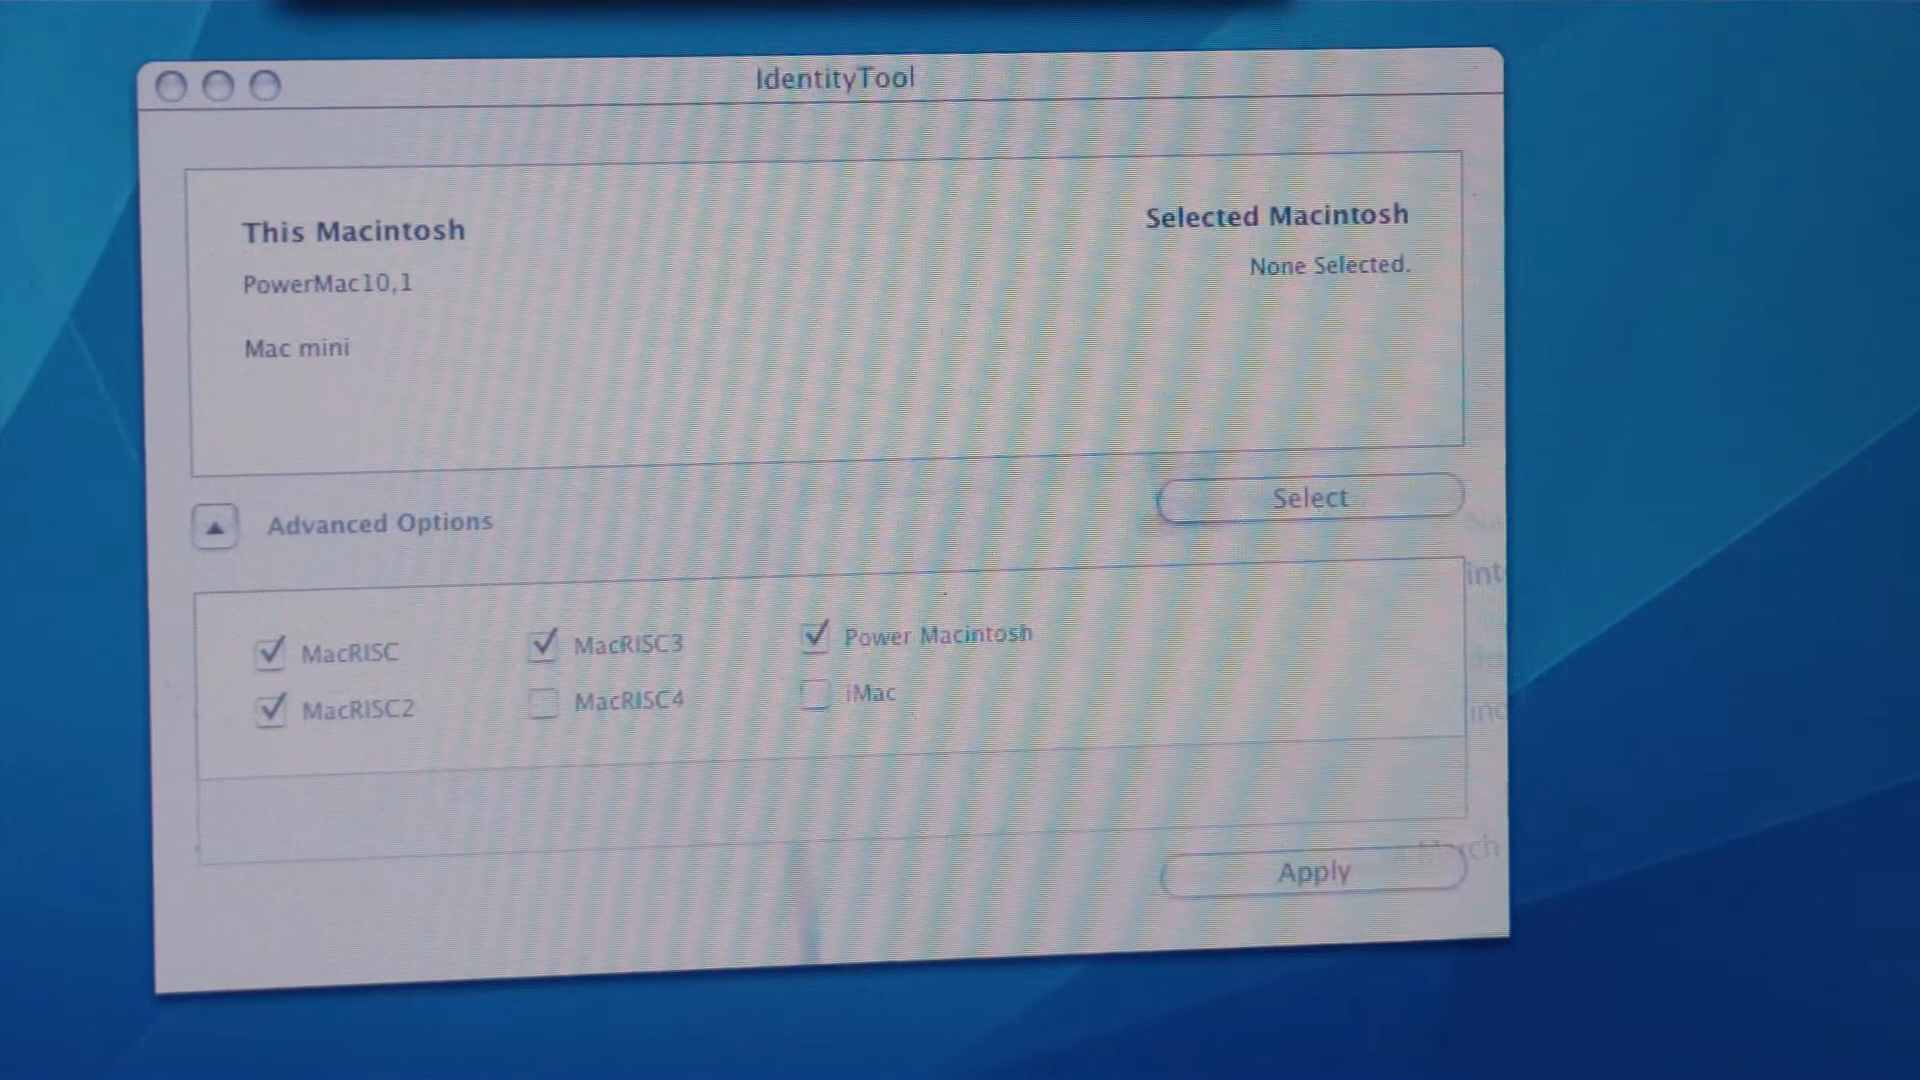 IdentityTool
This Macintosh
PowerMac10,1
Mac mini
Selected Macintosh
None Selected.
Select
Advanced Options
MacRISC
MacRISC3
Power Macintosh
MacRISC2
MacRISC4
iMac
Apply